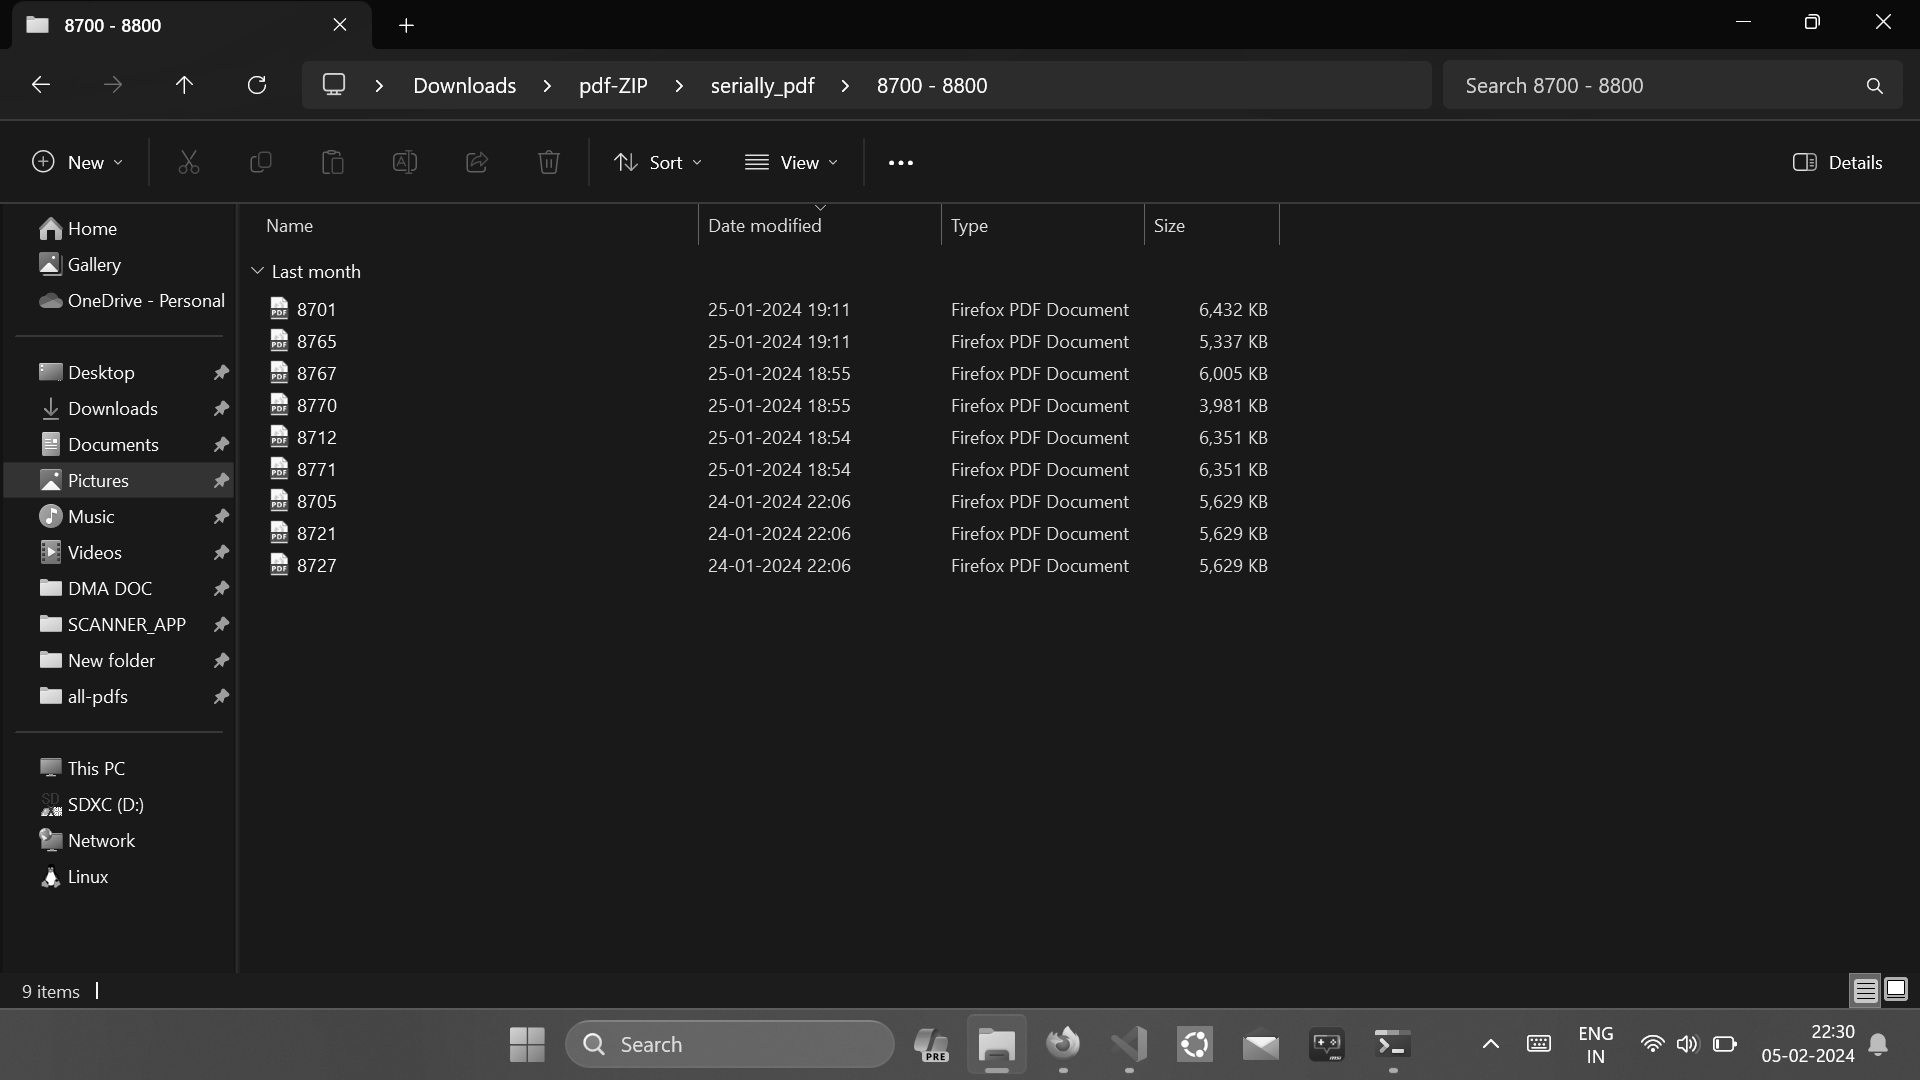 8700 - 8800
Downloads > pdf-ZIP > serially_pdf > 8700 - 8800
Search 8700 - 8800
New
Sort
View
Details
Home
Gallery
OneDrive - Personal
Desktop
Downloads
Documents
Pictures
Music
Videos
DMA DOC
SCANNER_APP
New folder
all-pdfs
This PC
SDXC (D:)
Network
Linux
Name Date modified Type Size
Last month
8701 25-01-2024 19:11 Firefox PDF Document 6,432 KB
8765 25-01-2024 19:11 Firefox PDF Document 5,337 KB
8767 25-01-2024 18:55 Firefox PDF Document 6,005 KB
8770 25-01-2024 18:55 Firefox PDF Document 3,981 KB
8712 25-01-2024 18:54 Firefox PDF Document 6,351 KB
8771 25-01-2024 18:54 Firefox PDF Document 6,351 KB
8705 24-01-2024 22:06 Firefox PDF Document 5,629 KB
8721 24-01-2024 22:06 Firefox PDF Document 5,629 KB
8727 24-01-2024 22:06 Firefox PDF Document 5,629 KB
9 items
Search
PRE
ENG
IN
22:30
05-02-2024